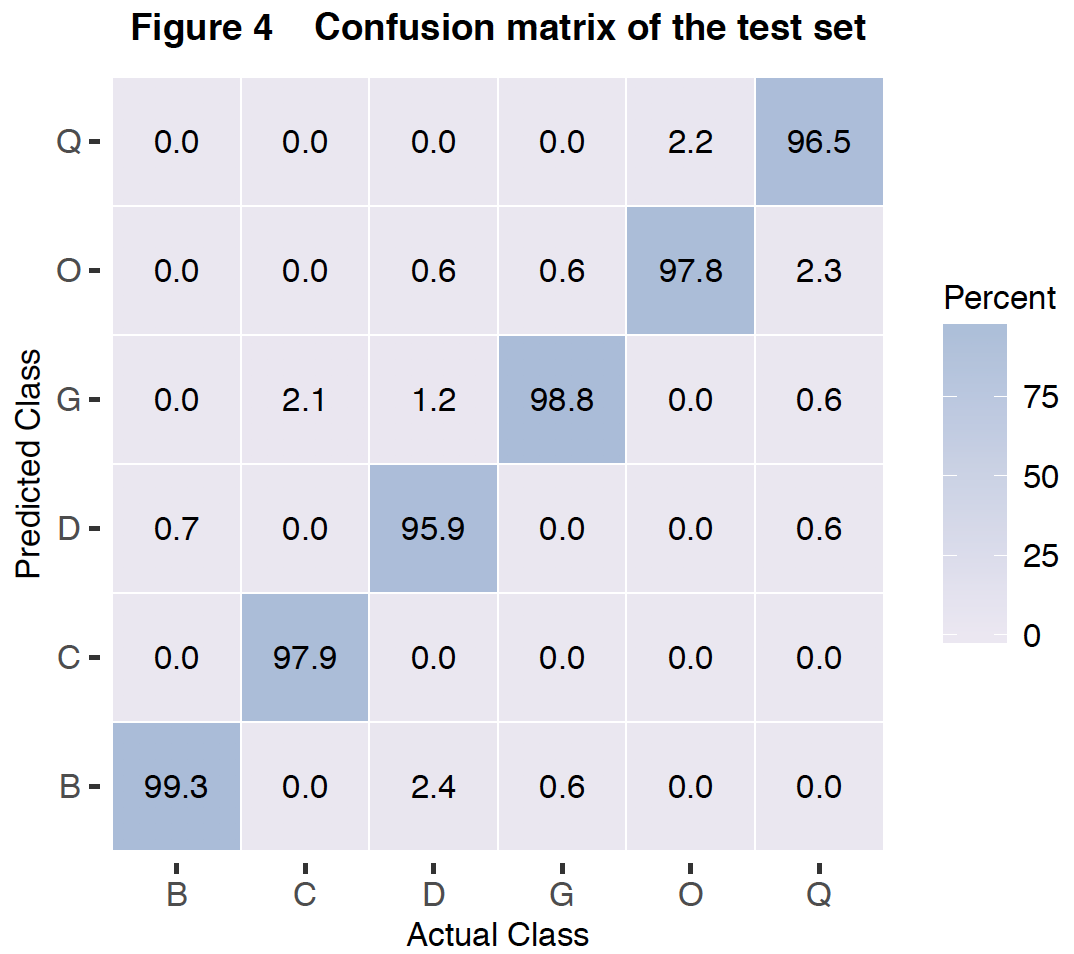 Figure 4 Confusion matrix of the test set
Q 0.0 0.0 0.0 0.0 2.2 96.5
O 0.0 0.0 0.6 0.6 97.8 2.3
G 0.0 2.1 1.2 98.8 0.0 0.6
D 0.7 0.0 95.9 0.0 0.0 0.6
C 0.0 97.9 0.0 0.0 0.0 0.0
B 99.3 0.0 2.4 0.6 0.0 0.0
B C D G O Q
Actual Class
Predicted Class
Percent
75
50
25
0